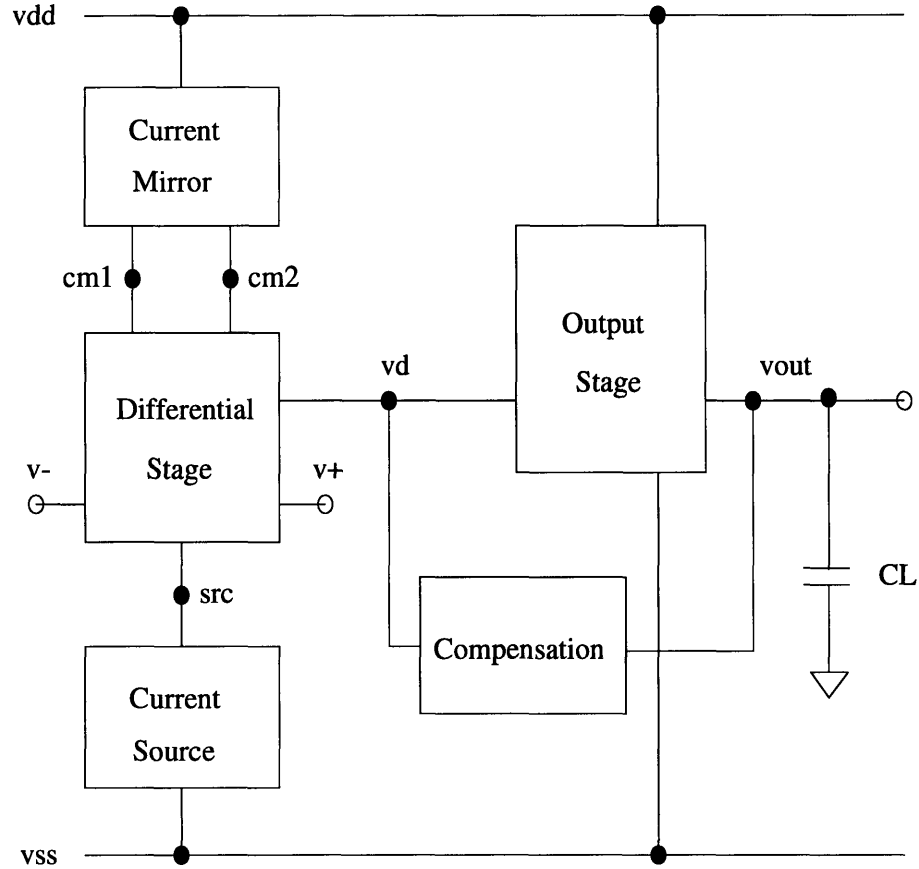 vdd
Current
Mirror
cm1
cm2
Output
Stage
vd
vout
Differential
Stage
v-
v+
CL
src
Compensation
Current
Source
vss